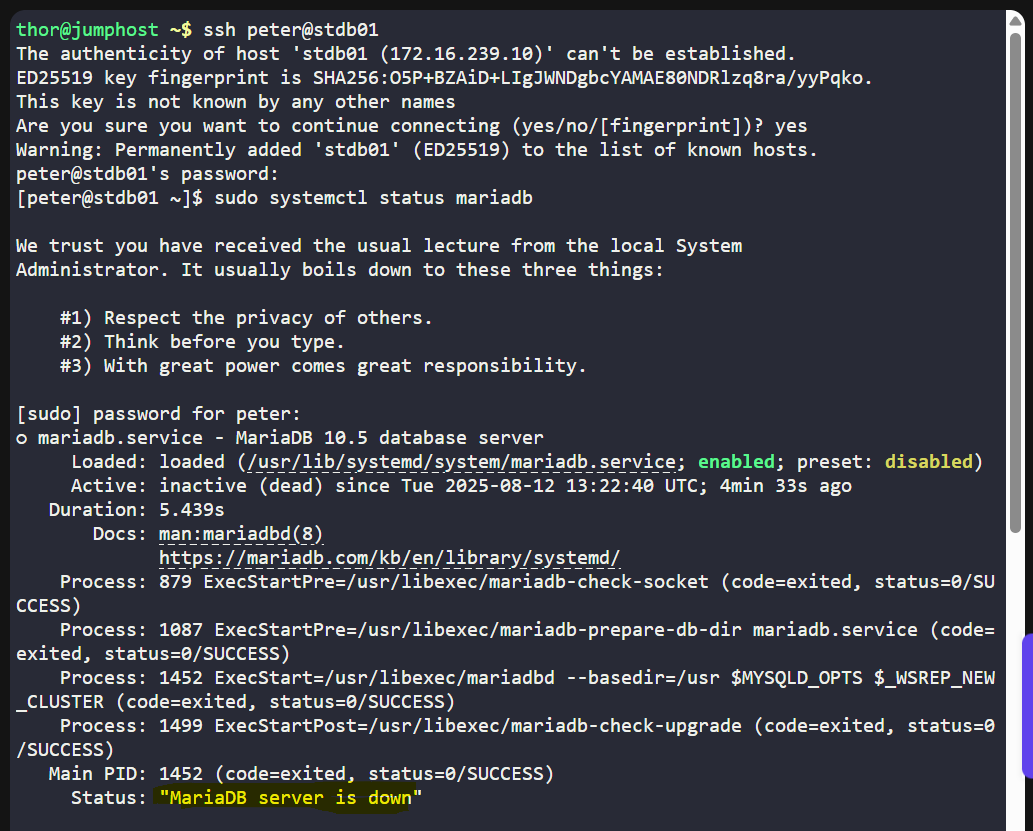 thor@jumphost ~$ ssh peter@stdb01
The authenticity of host 'stdb01 (172.16.239.10)' can't be established.
ED25519 key fingerprint is SHA256:O5P+BZAiD+LIgJWNDgbcYAMAE80NDRlzq8ra/yyPqko.
This key is not known by any other names
Are you sure you want to continue connecting (yes/no/[fingerprint])? yes
Warning: Permanently added 'stdb01' (ED25519) to the list of known hosts.
peter@stdb01's password:
[peter@stdb01 ~]$ sudo systemctl status mariadb
We trust you have received the usual lecture from the local System
Administrator. It usually boils down to these three things:
#1) Respect the privacy of others.
#2) Think before you type.
#3) With great power comes great responsibility.
[sudo] password for peter:
o mariadb.service - MariaDB 10.5 database server
Loaded: loaded (/usr/lib/systemd/system/mariadb.service; enabled; preset: disabled)
Active: inactive (dead) since Tue 2025-08-12 13:22:40 UTC; 4min 33s ago
Duration: 5.439s
Docs: man:mariadbd(8)
https://mariadb.com/kb/en/library/systemd/
Process: 879 ExecStartPre=/usr/libexec/mariadb-check-socket (code=exited, status=0/SU
CCESS)
Process: 1087 ExecStartPre=/usr/libexec/mariadb-prepare-db-dir mariadb.service (code=
exited, status=0/SUCCESS)
Process: 1452 ExecStart=/usr/libexec/mariadbd --basedir=/usr $MYSQLD_OPTS $_WSREP_NEW
_CLUSTER (code=exited, status=0/SUCCESS)
Process: 1499 ExecStartPost=/usr/libexec/mariadb-check-upgrade (code=exited, status=0
/SUCCESS)
Main PID: 1452 (code=exited, status=0/SUCCESS)
Status: "MariaDB server is down"